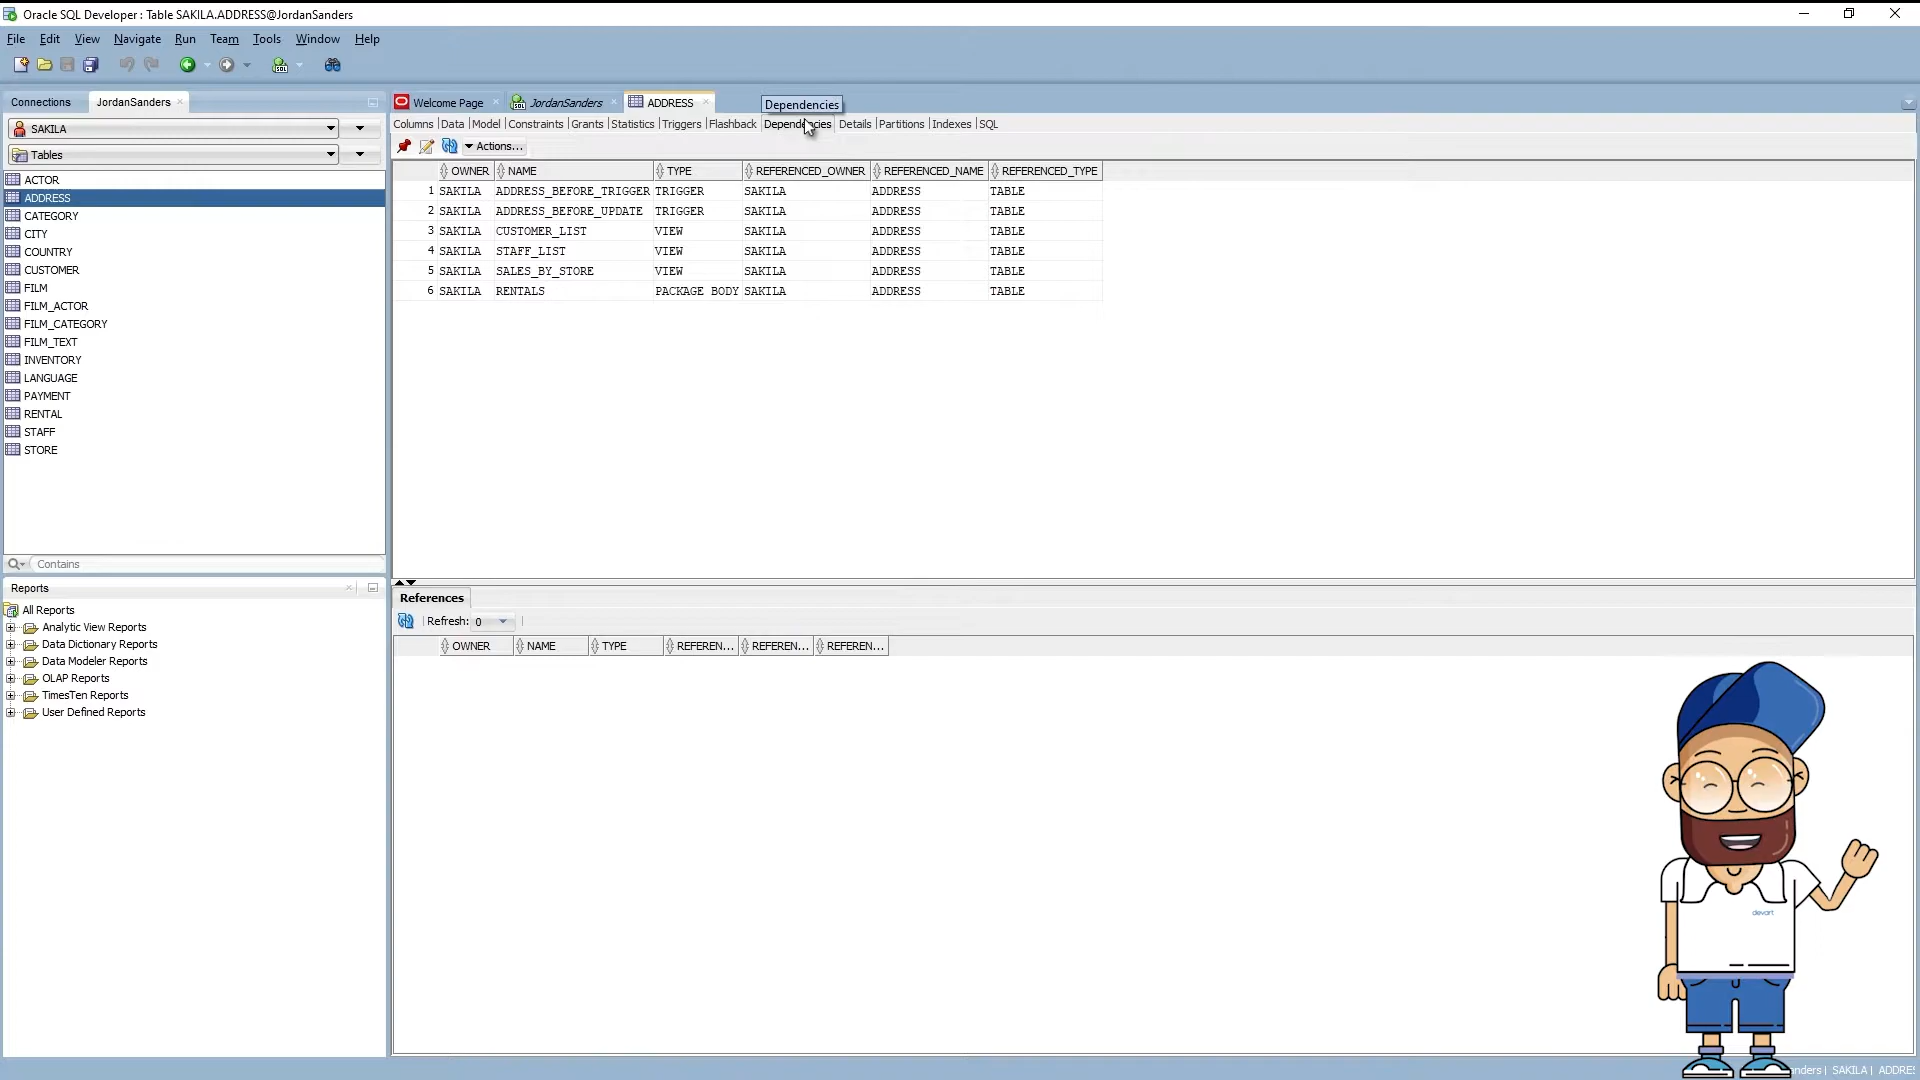 Oracle SQL Developer : Table SAKILA.ADDRESS@JordanSanders
File Edit View Navigate Run Team Tools Window Help
Connections JordanSanders
Welcome Page JordanSanders ADDRESS
Dependencies
SAKILA
Tables
Columns Data Model Constraints Grants Statistics Triggers Flashback Dependencies Details Partitions Indexes SQL
Actions...
OWNER NAME TYPE REFERENCED_OWNER REFERENCED_NAME REFERENCED_TYPE
1 SAKILA ADDRESS_BEFORE_TRIGGER TRIGGER SAKILA ADDRESS TABLE
2 SAKILA ADDRESS_BEFORE_UPDATE TRIGGER SAKILA ADDRESS TABLE
3 SAKILA CUSTOMER_LIST VIEW SAKILA ADDRESS TABLE
4 SAKILA STAFF_LIST VIEW SAKILA ADDRESS TABLE
5 SAKILA SALES_BY_STORE VIEW SAKILA ADDRESS TABLE
6 SAKILA RENTALS PACKAGE BODY SAKILA ADDRESS TABLE
ACTOR
ADDRESS
CATEGORY
CITY
COUNTRY
CUSTOMER
FILM
FILM_ACTOR
FILM_CATEGORY
FILM_TEXT
INVENTORY
LANGUAGE
PAYMENT
RENTAL
STAFF
STORE
Contains
Reports
All Reports
Analytic View Reports
Data Dictionary Reports
Data Modeler Reports
OLAP Reports
TimesTen Reports
User Defined Reports
References
Refresh: 0
OWNER NAME TYPE REFEREN... REFEREN... REFEREN...
devart
nders | SAKILA | ADDRE